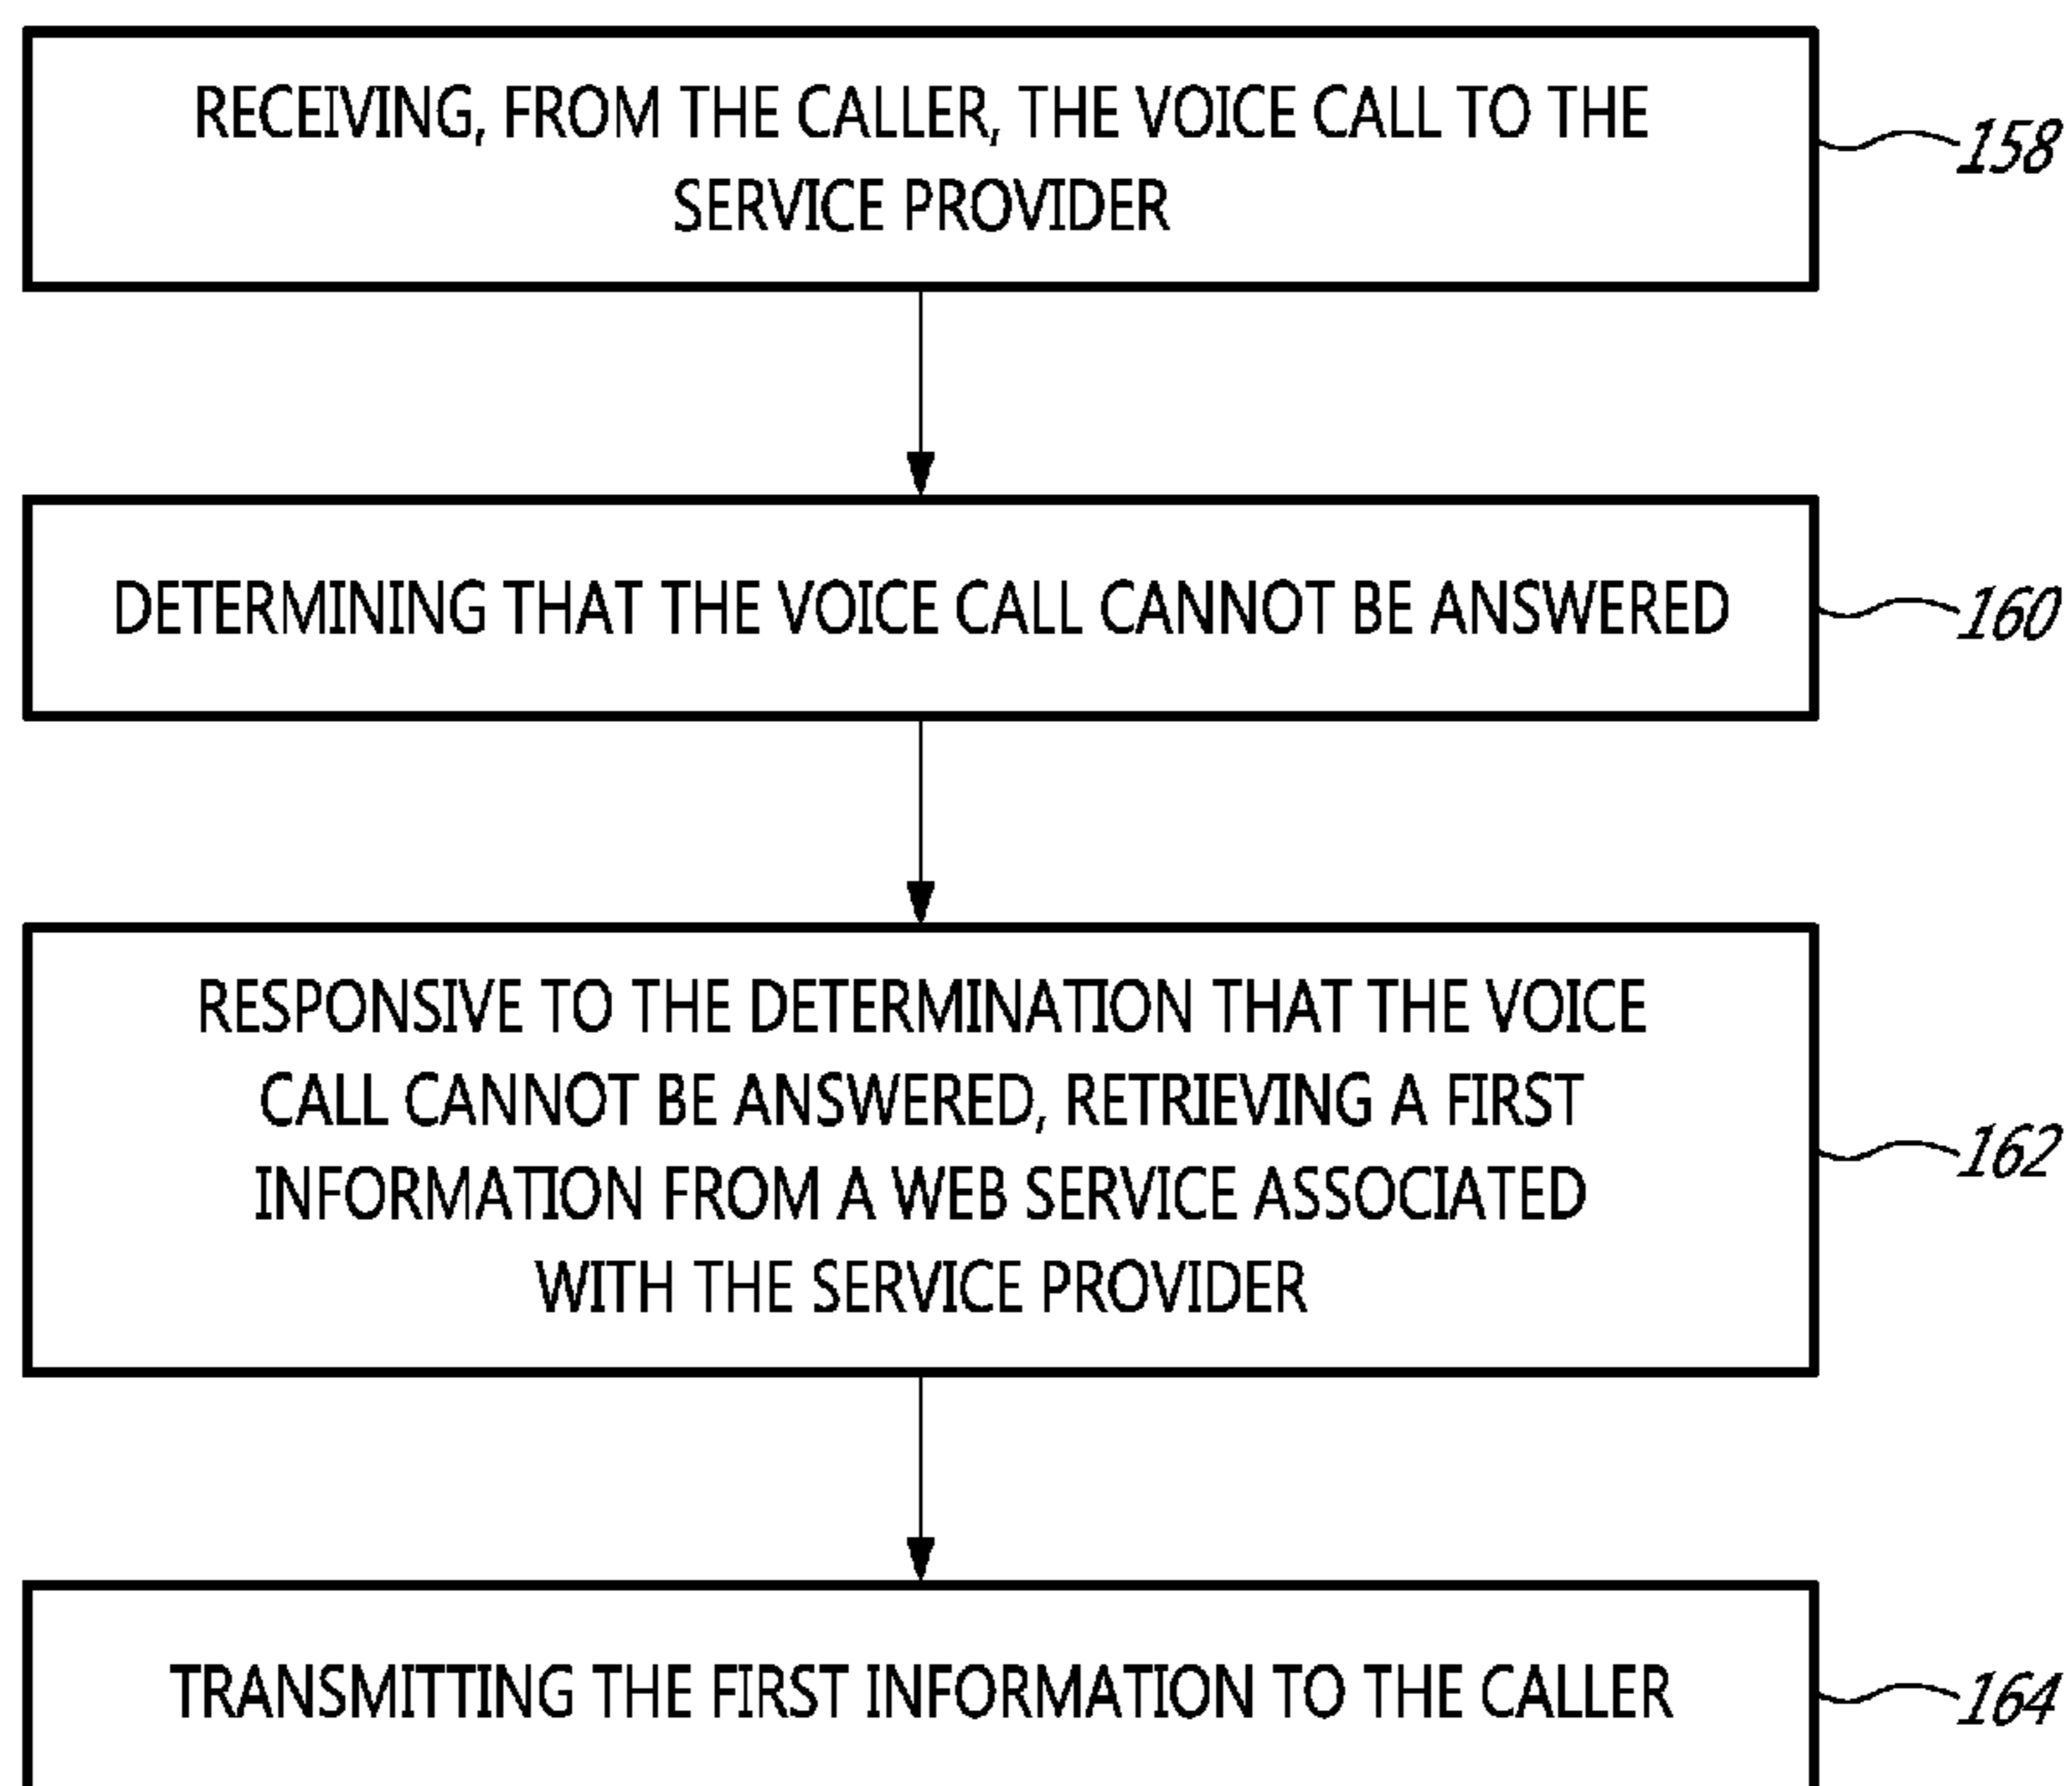 RECEIVING, FROM THE CALLER, THE VOICE CALL TO THE
SERVICE PROVIDER
158
DETERMINING THAT THE VOICE CALL CANNOT BE ANSWERED
160
RESPONSIVE TO THE DETERMINATION THAT THE VOICE
CALL CANNOT BE ANSWERED, RETRIEVING A FIRST
INFORMATION FROM A WEB SERVICE ASSOCIATED
WITH THE SERVICE PROVIDER
162
TRANSMITTING THE FIRST INFORMATION TO THE CALLER
164